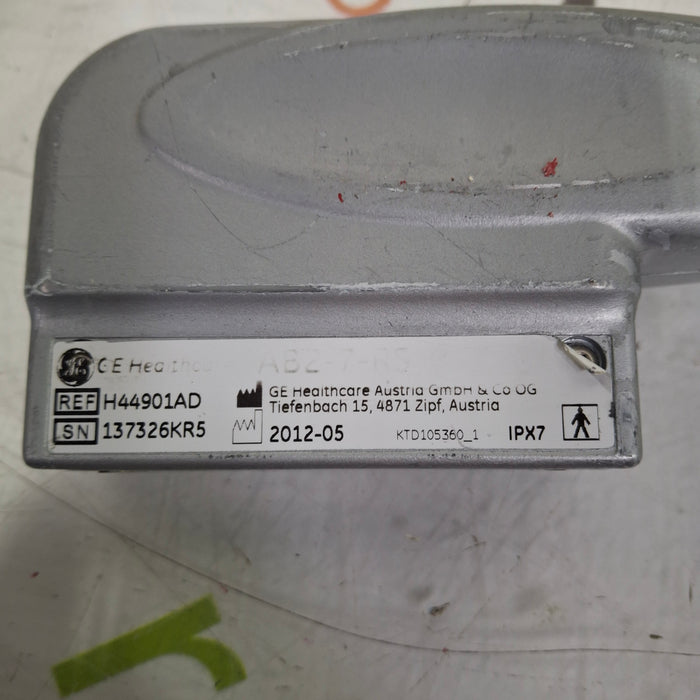 GE Healthcare AB2-7-RS
REF H44901AD
GE Healthcare Austria GmbH & Co OG
Tiefenbach 15, 4871 Zipf, Austria
SN 137326KR5
2012-05
KTD105360_1
IPX7